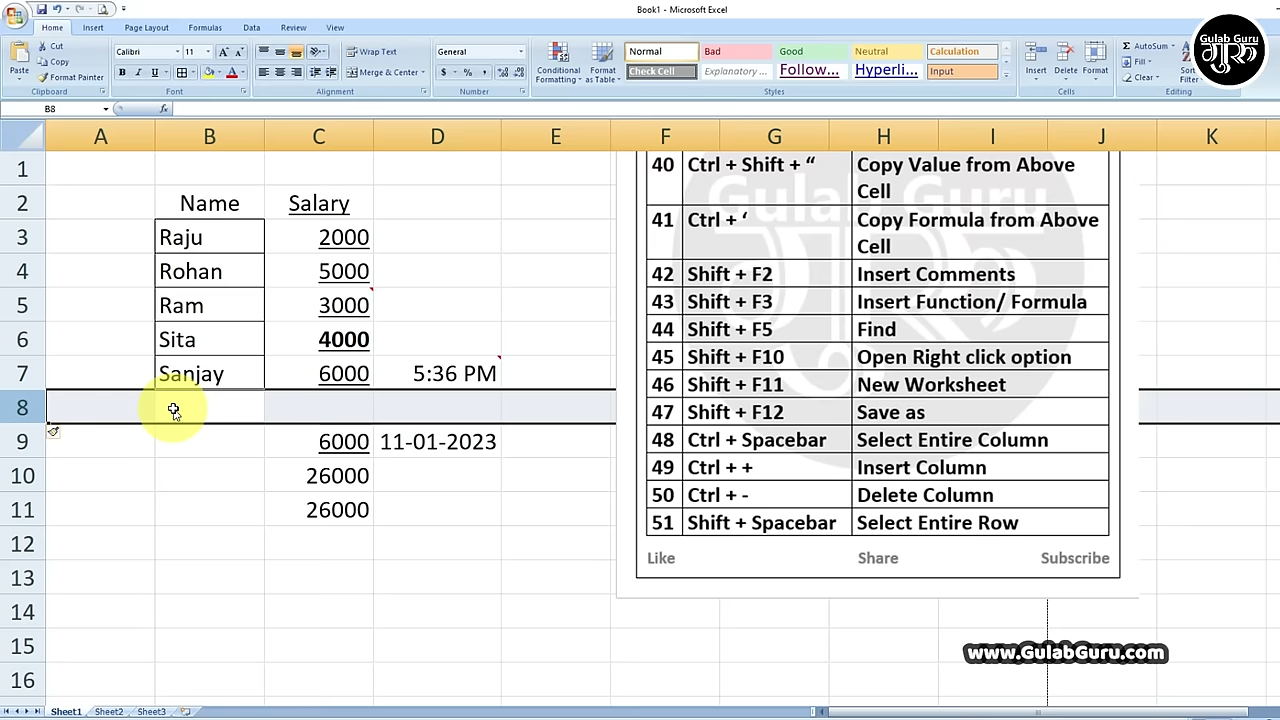 Book1 - Microsoft Excel
Home Insert Page Layout Formulas Data Review View
Gulab Guru
गुरु
Cut
Copy
Format Painter
Paste
Clipboard
Calibri 11
B I U
Font
Wrap Text
Merge & Center
Alignment
General
$ % ,
Number
Conditional Formatting
Format as Table
Normal Bad Good Neutral Calculation
Check Cell Explanatory ... Follow... Hyperli... Input
Styles
Insert Delete Format
Cells
AutoSum
Fill
Clear
Sort
Filter
Editing
B8 fx
A B C D E F G H I J K
1
2 Name Salary
3 Raju 2000
4 Rohan 5000
5 Ram 3000
6 Sita 4000
7 Sanjay 6000 5:36 PM
8
9 6000 11-01-2023
10 26000
11 26000
12
13
14
15
16
40 Ctrl + Shift + “ Copy Value from Above
Cell
41 Ctrl + ‘ Copy Formula from Above
Cell
42 Shift + F2 Insert Comments
43 Shift + F3 Insert Function/ Formula
44 Shift + F5 Find
45 Shift + F10 Open Right click option
46 Shift + F11 New Worksheet
47 Shift + F12 Save as
48 Ctrl + Spacebar Select Entire Column
49 Ctrl + + Insert Column
50 Ctrl + - Delete Column
51 Shift + Spacebar Select Entire Row
Like Share Subscribe
Gulab Guru
गुरु
www.GulabGuru.com
Sheet1 Sheet2 Sheet3